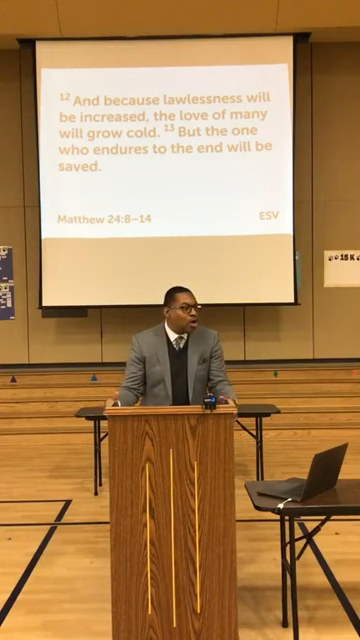 12 And because lawlessness will
be increased, the love of many
will grow cold. 13 But the one
who endures to the end will be
saved.
Matthew 24:8–14 ESV
15 K